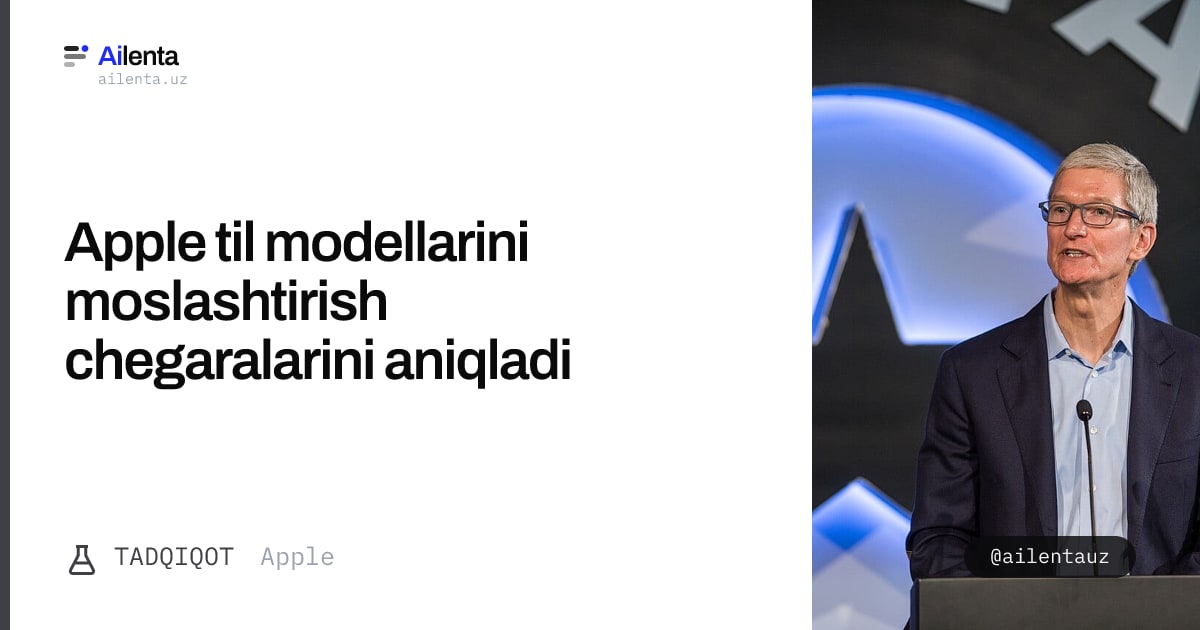 Ailenta
ailenta.uz
Apple til modellarini
moslashtirish
chegaralarini aniqladi
TADQIQOT Apple
@ailentauz